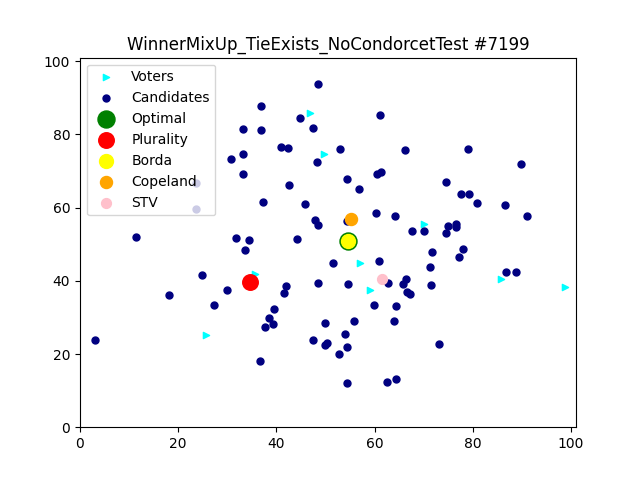 WinnerMixUp_TieExists_NoCondorcetTest #7199
100
80
60
40
20
0
0 20 40 60 80 100
Voters
Candidates
Optimal
Plurality
Borda
Copeland
STV